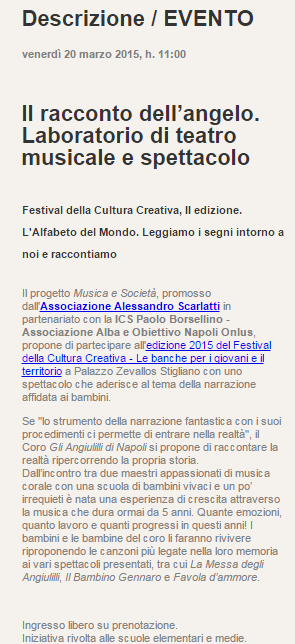 Descrizione / EVENTO
venerdì 20 marzo 2015, h. 11:00
Il racconto dell’angelo.
Laboratorio di teatro
musicale e spettacolo
Festival della Cultura Creativa, II edizione.
L'Alfabeto del Mondo. Leggiamo i segni intorno a
noi e raccontiamo
Il progetto Musica e Società, promosso
dall'Associazione Alessandro Scarlatti in
partenariato con la ICS Paolo Borsellino -
Associazione Alba e Obiettivo Napoli Onlus,
propone di partecipare all'edizione 2015 del Festival
della Cultura Creativa - Le banche per i giovani e il
territorio a Palazzo Zevallos Stigliano con uno
spettacolo che aderisce al tema della narrazione
affidata ai bambini.
Se "lo strumento della narrazione fantastica con i suoi
procedimenti ci permette di entrare nella realtà", il
Coro Gli Angiulilli di Napoli si propone di raccontare la
realtà ripercorrendo la propria storia.
Dall'incontro tra due maestri appassionati di musica
corale con una scuola di bambini vivaci e un po'
irrequieti è nata una esperienza di crescita attraverso
la musica che dura ormai da 5 anni. Quante emozioni,
quanto lavoro e quanti progressi in questi anni! I
bambini e le bambine del coro li faranno rivivere
riproponendo le canzoni più legate nella loro memoria
ai vari spettacoli presentati, tra cui La Messa degli
Angiulilli, Il Bambino Gennaro e Favola d'ammore.
Ingresso libero su prenotazione.
Iniziativa rivolta alle scuole elementari e medie.